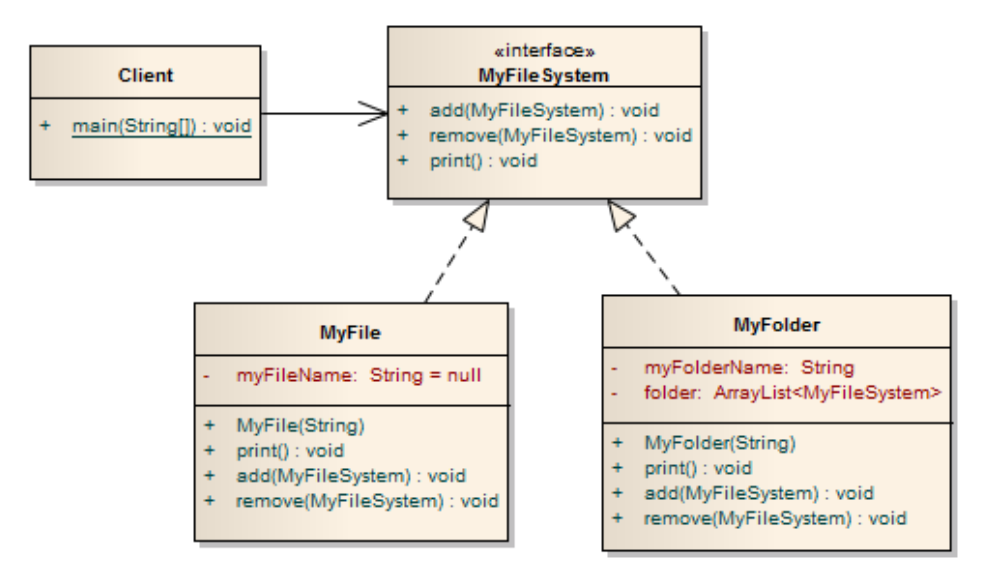 Client
+ main(String[]) : void
«interface»
MyFileSystem
+ add(MyFileSystem) : void
+ remove(MyFileSystem) : void
+ print() : void
MyFile
- myFileName: String = null
+ MyFile(String)
+ print() : void
+ add(MyFileSystem) : void
+ remove(MyFileSystem) : void
MyFolder
- myFolderName: String
- folder: ArrayList<MyFileSystem>
+ MyFolder(String)
+ print() : void
+ add(MyFileSystem) : void
+ remove(MyFileSystem) : void